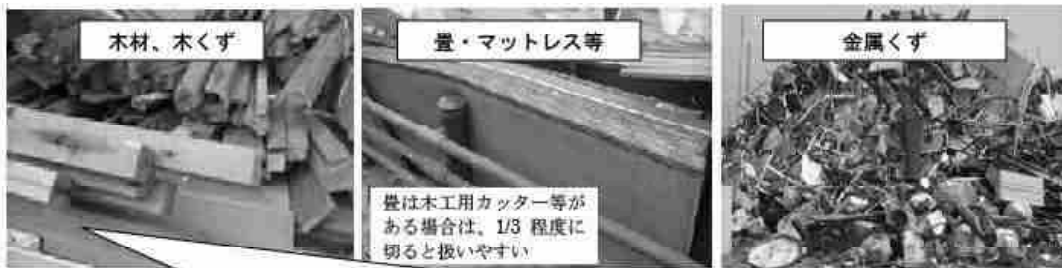 木材、木くず
畳・マットレス等
金属くず
畳は木工用カッター等が
ある場合は、1/3 程度に
切ると扱いやすい